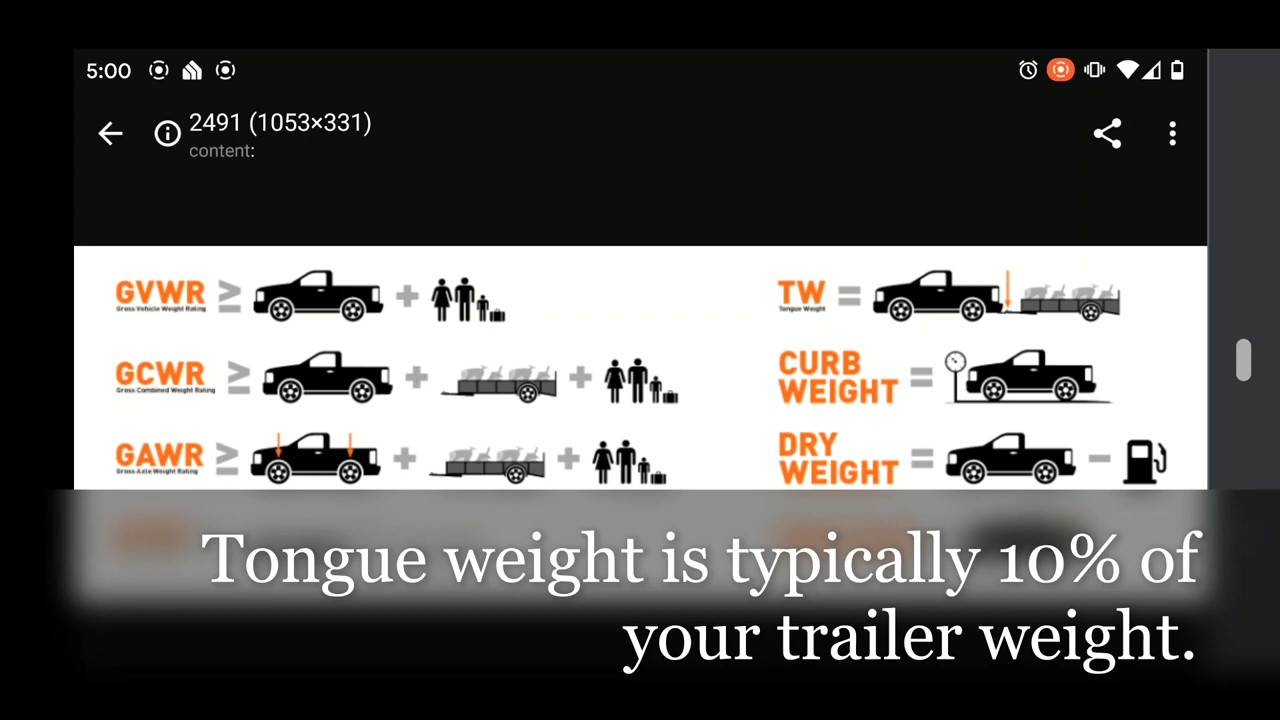 5:00
2491 (1053×331)
content:
GVWR ≥ +
Gross Vehicle Weight Rating
GCWR ≥ + +
Gross Combined Weight Rating
GAWR ≥ + +
Gross Axle Weight Rating
TW =
Tongue Weight
CURB
WEIGHT =
DRY
WEIGHT = −
Tongue weight is typically 10% of
your trailer weight.